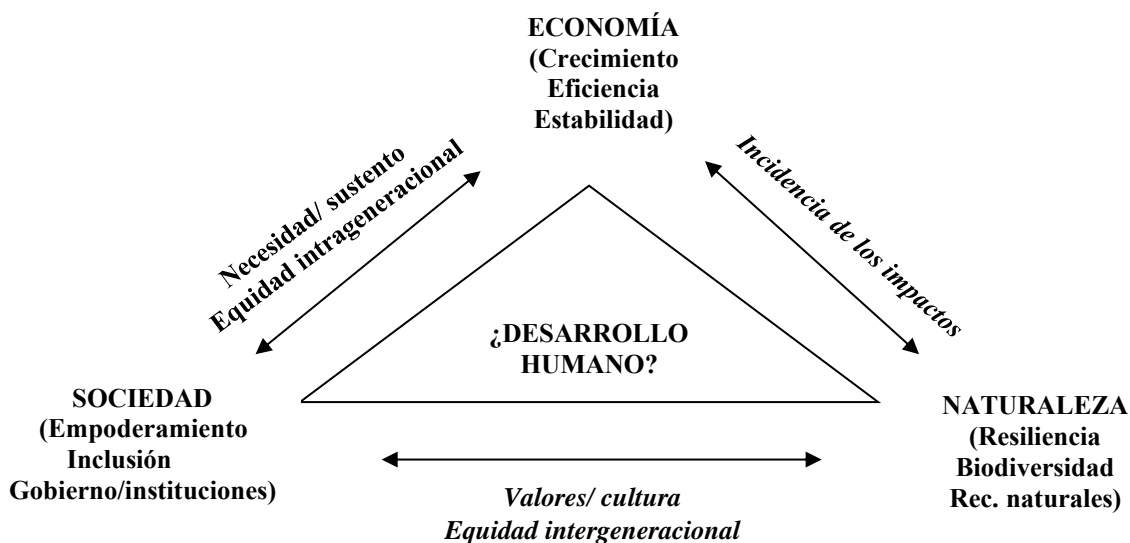 ECONOMÍA
(Crecimiento
Eficiencia
Estabilidad)
Necesidad/ sustento
Equidad intrageneracional
Incidencia de los impactos
¿DESARROLLO
HUMANO?
SOCIEDAD
(Empoderamiento
Inclusión
Gobierno/instituciones)
NATURALEZA
(Resiliencia
Biodiversidad
Rec. naturales)
Valores/ cultura
Equidad intergeneracional